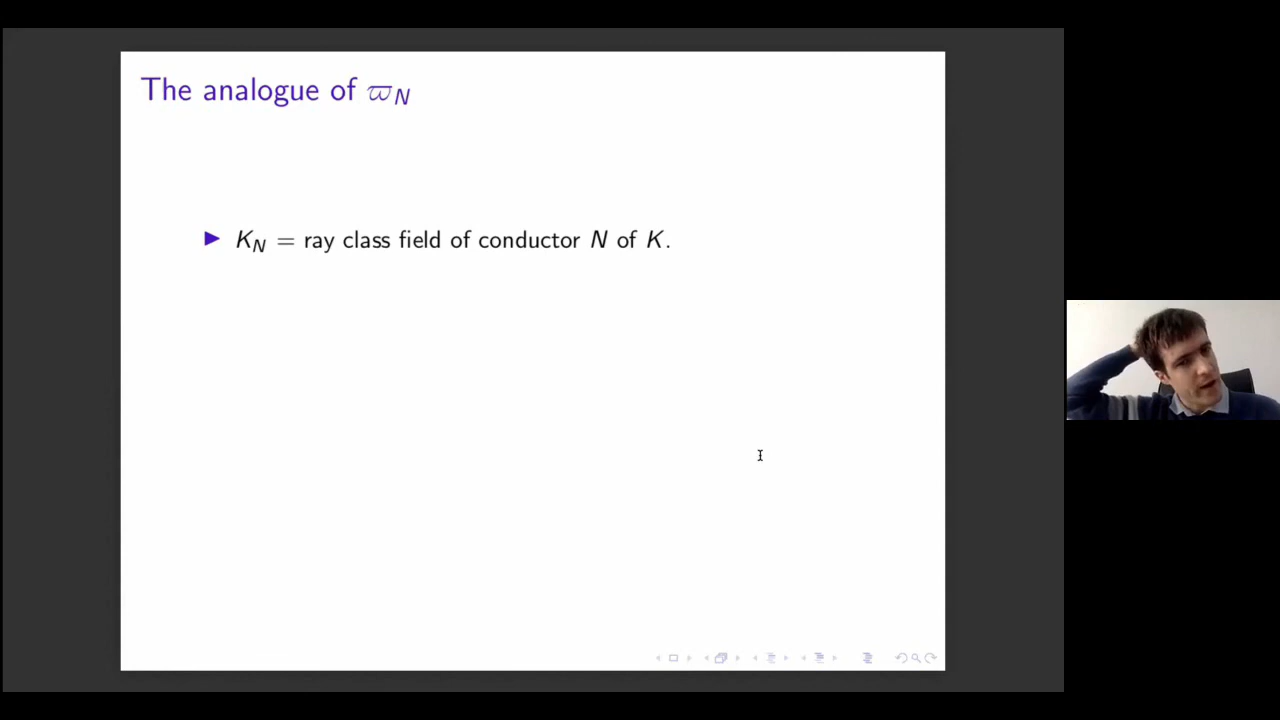 The analogue of ϖ_N
▶ K_N = ray class field of conductor N of K.